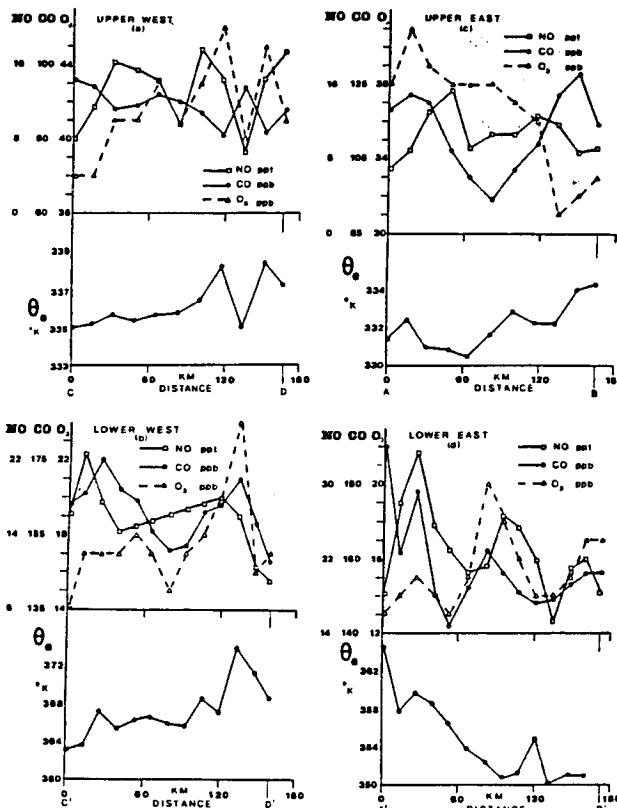 NO CO O₃ UPPER WEST
(a)
16 100 44
8 80 40
0 60 36
NO ppt
CO ppb
O₃ ppb
339
337
335
333
θe
°K
60 120 180
KM
C DISTANCE D
NO CO O₃ UPPER EAST
(c)
NO ppt
CO ppb
O₃ ppb
16 125 38
8 105 34
0 85 30
334
332
330
θe
°K
60 120
KM
A DISTANCE B
NO CO O₃ LOWER WEST
(b)
NO ppt
CO ppb
O₃ ppb
22 175 22
14 155 18
6 135 14
372
368
364
360
θe
°K
60 120 180
KM
C' DISTANCE D'
NO CO O₃ LOWER EAST
(d)
NO ppt
CO ppb
O₃ ppb
30 180 20
22 160 16
14 140 12
362
358
354
350
θe
°K
60 120 180
KM
DISTANCE